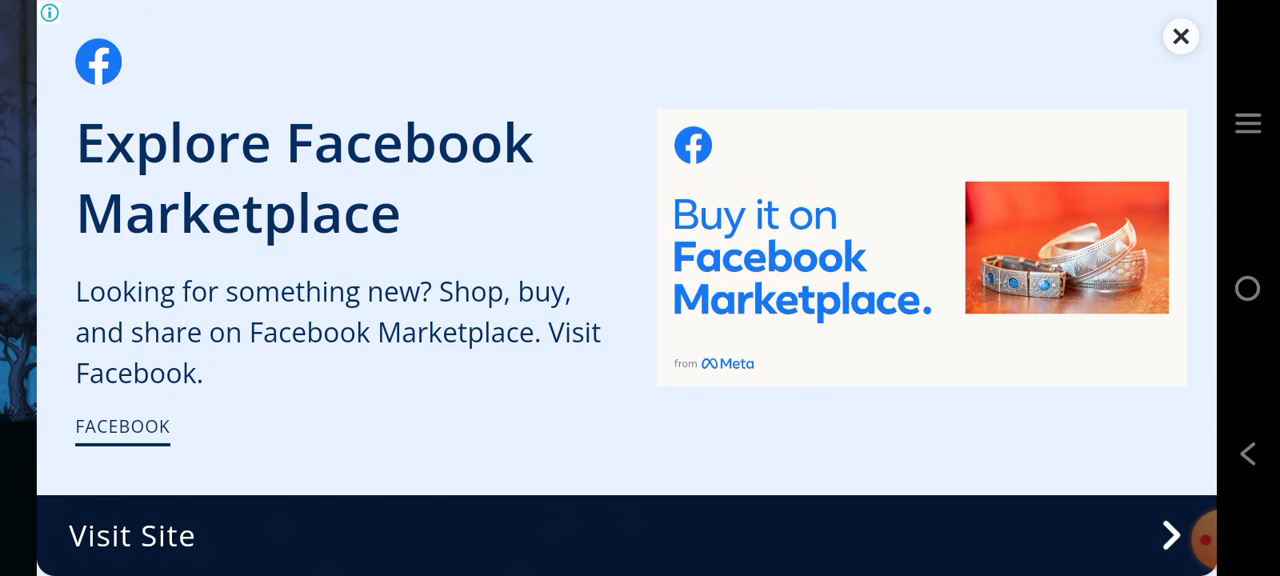 Explore Facebook
Marketplace
Looking for something new? Shop, buy,
and share on Facebook Marketplace. Visit
Facebook.
FACEBOOK
Buy it on
Facebook
Marketplace.
from Meta
Visit Site